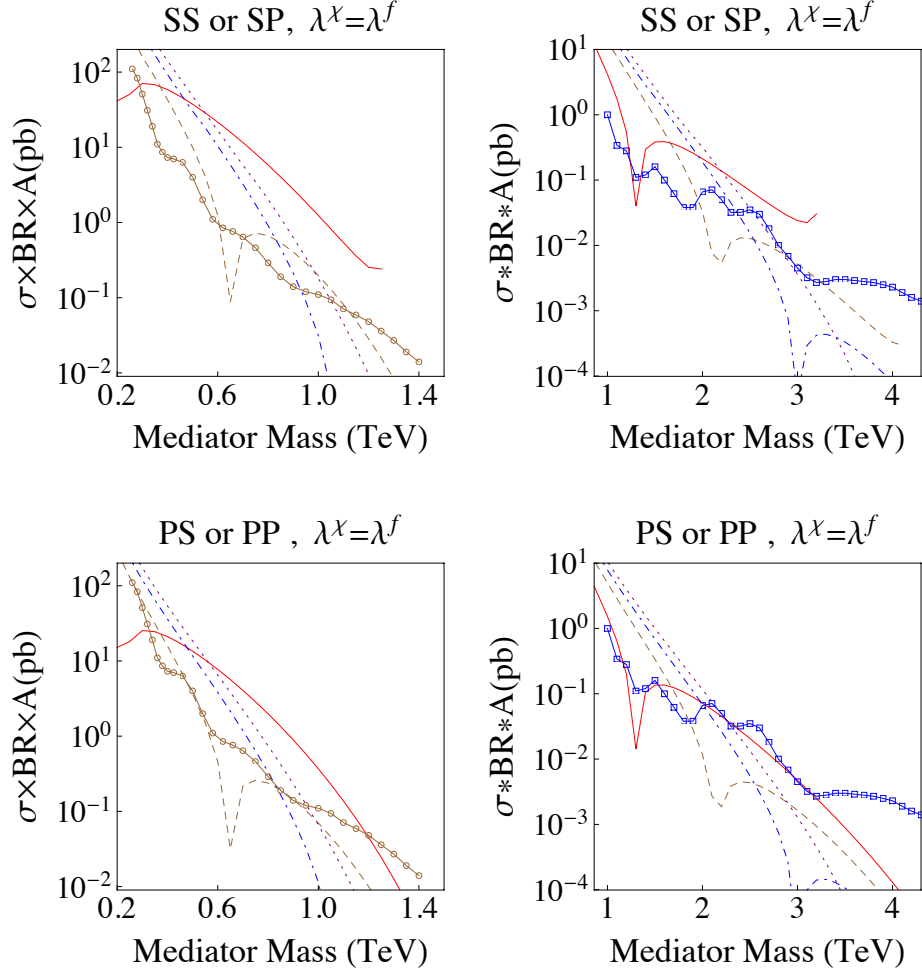 SS or SP , λ^χ=λ^f
σ×BR×A(pb)
10^2
10^1
10^0
10^-1
10^-2
0.2 0.6 1.0 1.4
Mediator Mass (TeV)
SS or SP , λ^χ=λ^f
σ*BR*A(pb)
10^1
10^0
10^-1
10^-2
10^-3
10^-4
1 2 3 4
Mediator Mass (TeV)
PS or PP , λ^χ=λ^f
σ×BR×A(pb)
10^2
10^1
10^0
10^-1
10^-2
0.2 0.6 1.0 1.4
Mediator Mass (TeV)
PS or PP , λ^χ=λ^f
σ*BR*A(pb)
10^1
10^0
10^-1
10^-2
10^-3
10^-4
1 2 3 4
Mediator Mass (TeV)